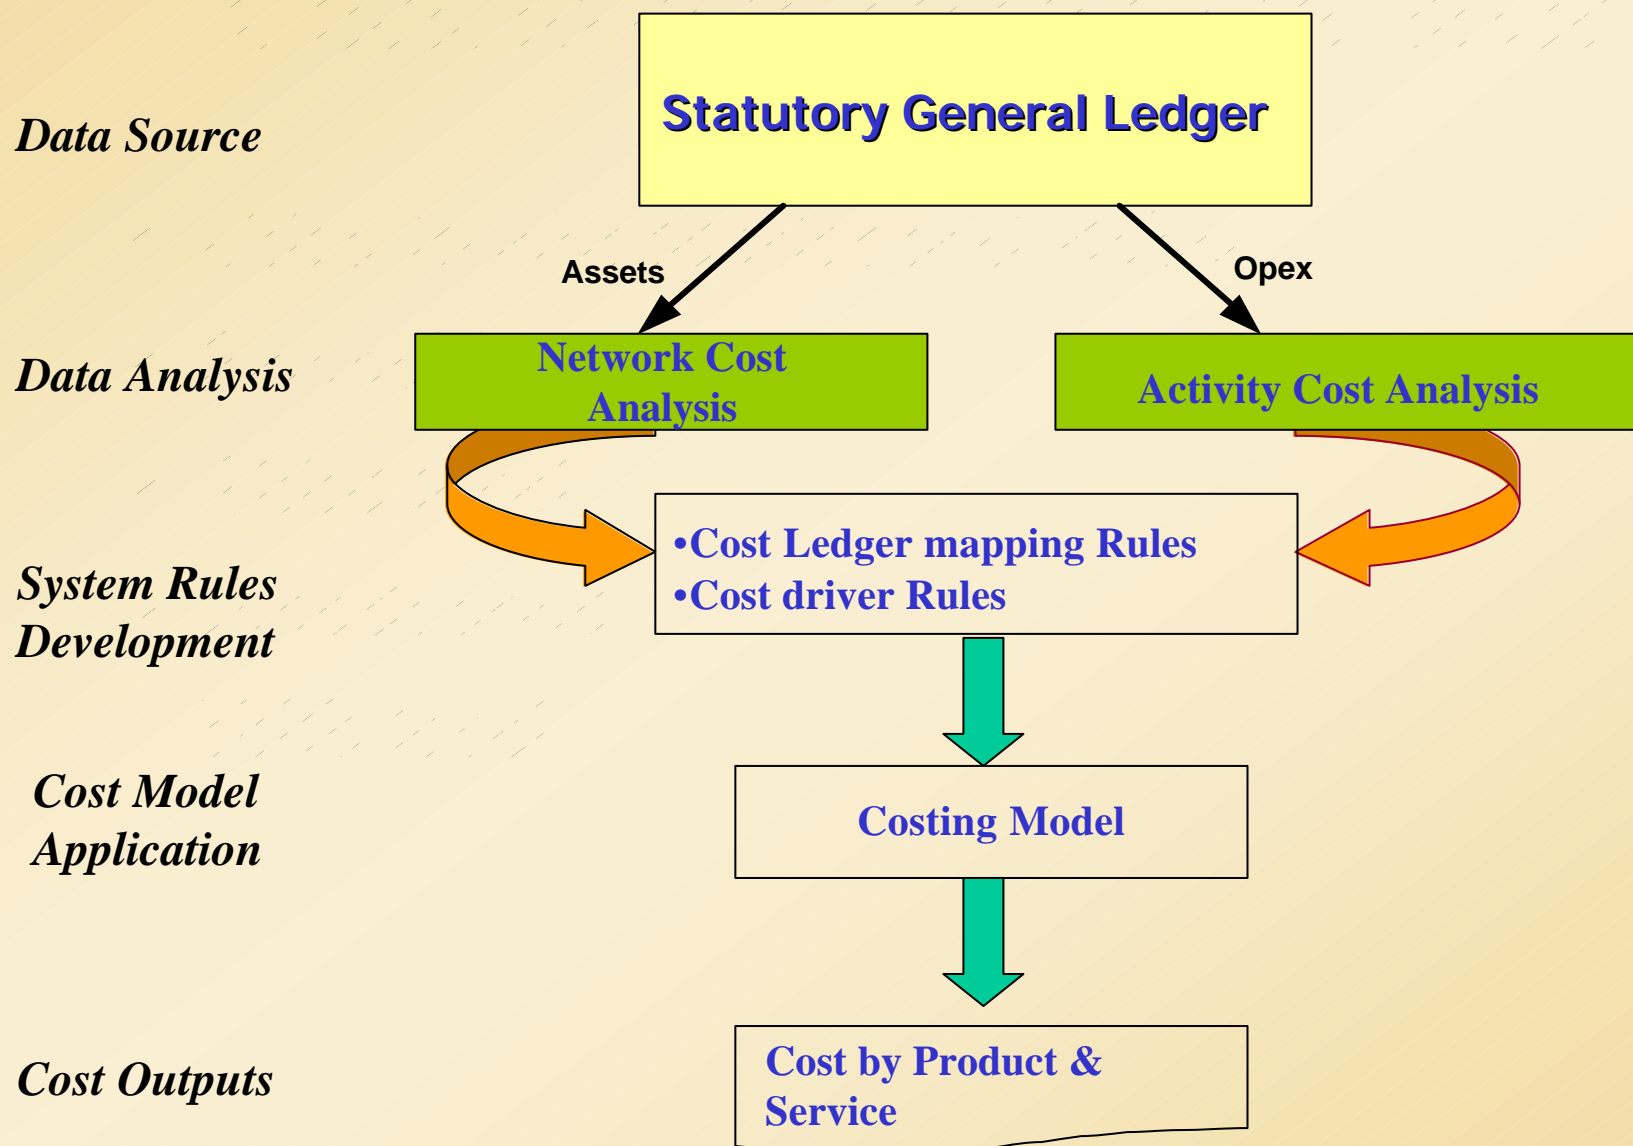 Statutory General Ledger
Data Source
Assets
Opex
Data Analysis
Network Cost
Analysis
Activity Cost Analysis
•Cost Ledger mapping Rules
•Cost driver Rules
System Rules
Development
Cost Model
Application
Costing Model
Cost Outputs
Cost by Product &
Service